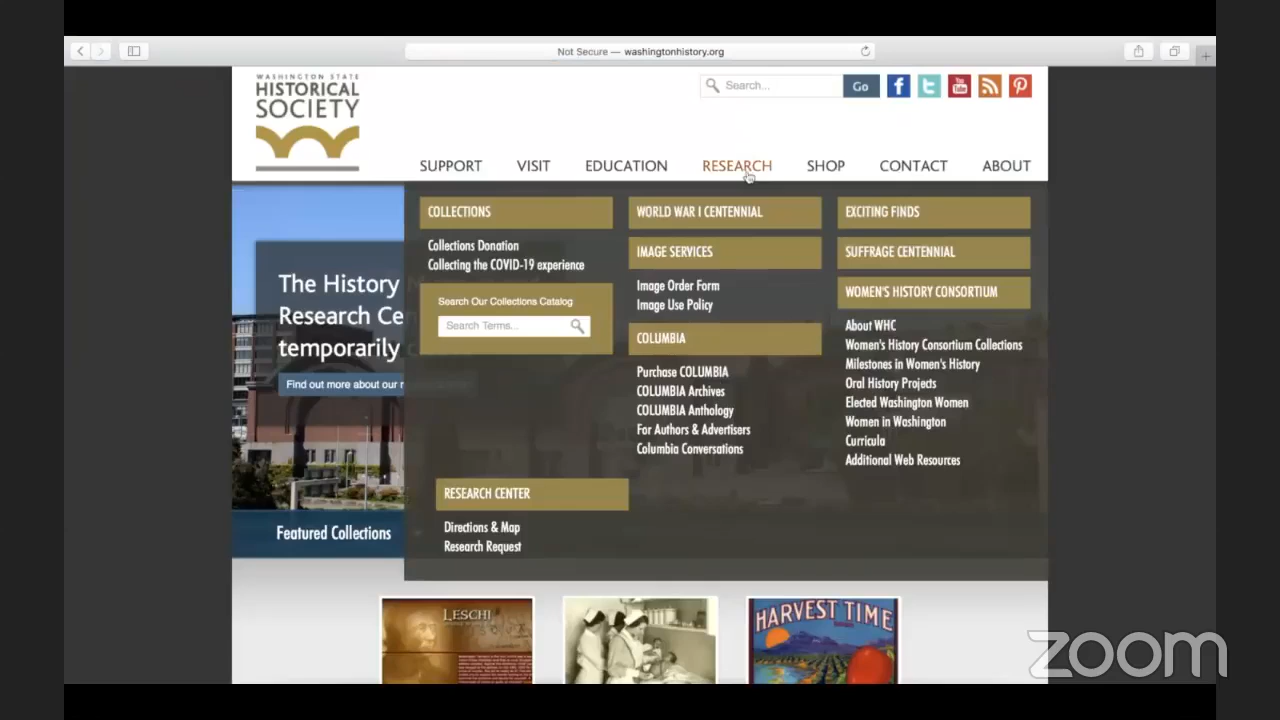 Not Secure — washingtonhistory.org
WASHINGTON STATE
HISTORICAL
SOCIETY
Search...
Go
f
t
You
Tube
SUPPORT
VISIT
EDUCATION
RESEARCH
SHOP
CONTACT
ABOUT
COLLECTIONS
Collections Donation
Collecting the COVID-19 experience
Search Our Collections Catalog
Search Terms...
WORLD WAR I CENTENNIAL
IMAGE SERVICES
Image Order Form
Image Use Policy
COLUMBIA
Purchase COLUMBIA
COLUMBIA Archives
COLUMBIA Anthology
For Authors & Advertisers
Columbia Conversations
EXCITING FINDS
SUFFRAGE CENTENNIAL
WOMEN'S HISTORY CONSORTIUM
About WHC
Women's History Consortium Collections
Milestones in Women's History
Oral History Projects
Elected Washington Women
Women in Washington
Curricula
Additional Web Resources
RESEARCH CENTER
Directions & Map
Research Request
The History
Research Ce
temporarily
Find out more about our r
Featured Collections
LESCHI
HARVEST TIME
zoom